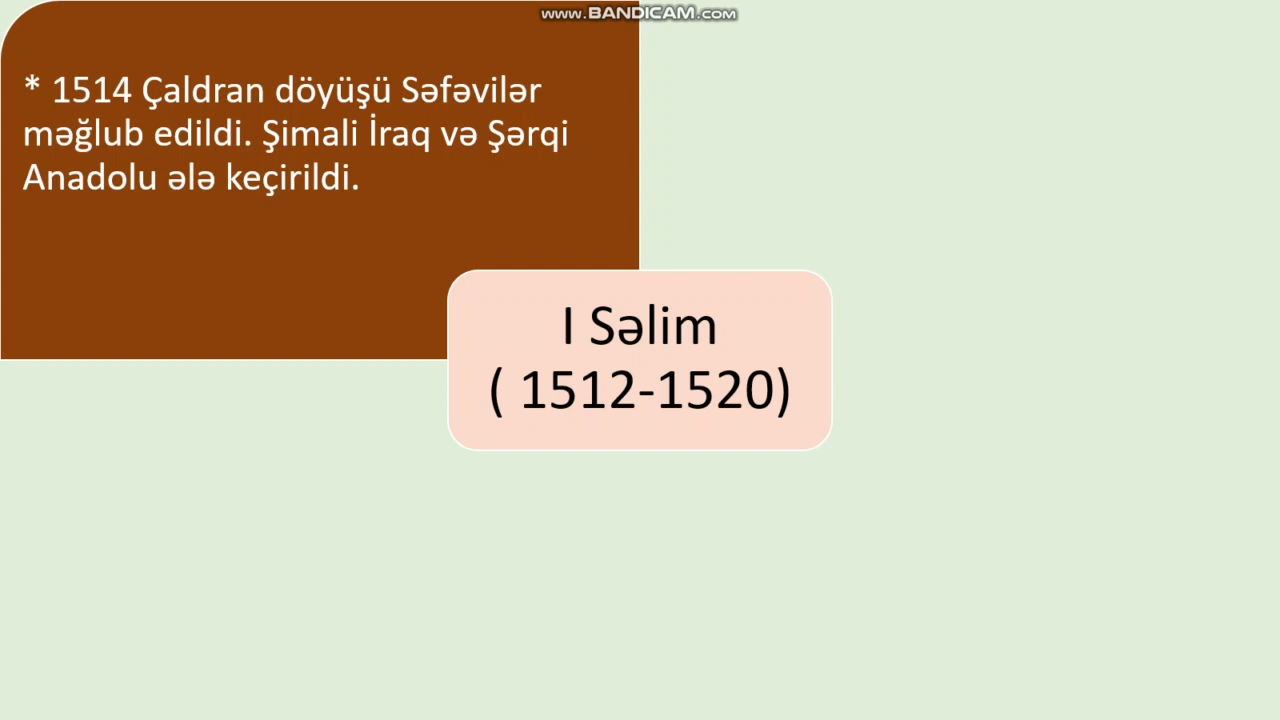 www.BANDICAM.com
* 1514 Çaldran döyüşü Səfəvilər
məğlub edildi. Şimali İraq və Şərqi
Anadolu ələ keçirildi.
I Səlim
( 1512-1520)